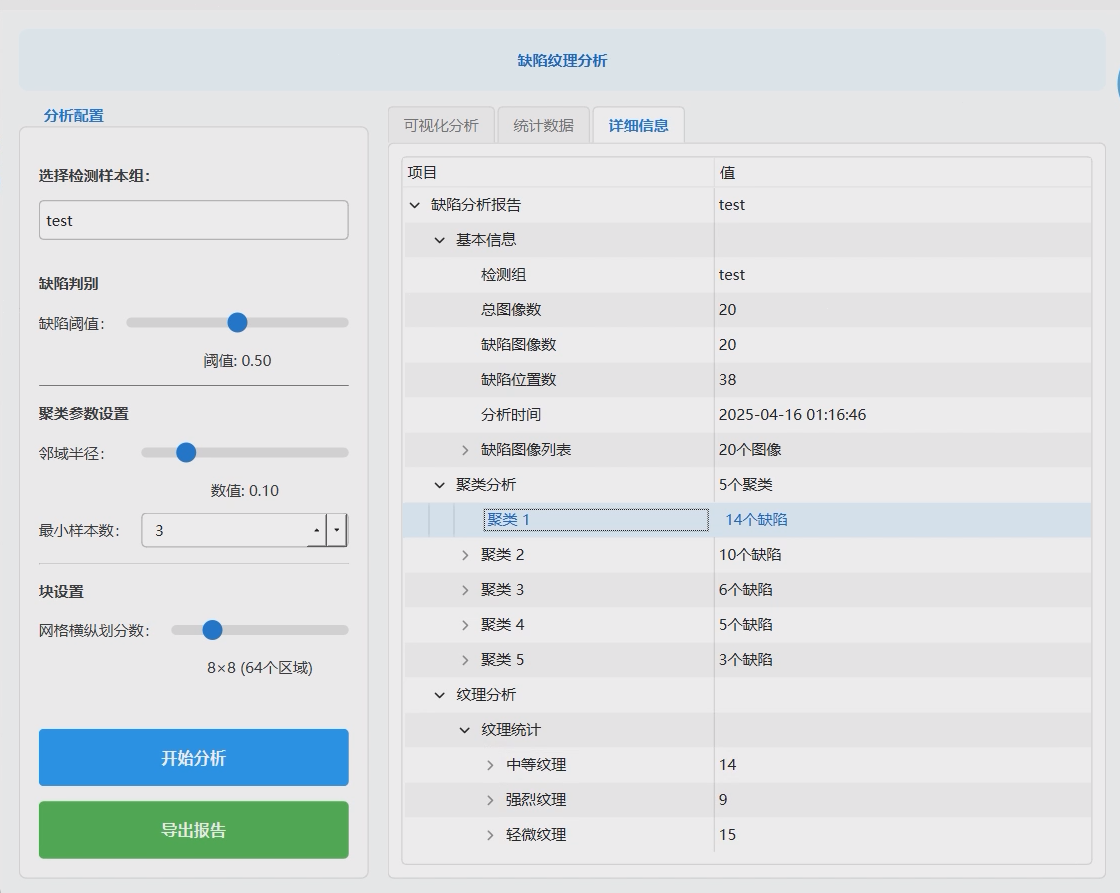 缺陷纹理分析
分析配置
选择检测样本组：
test
缺陷判别
缺陷阈值：
阈值: 0.50
聚类参数设置
邻域半径：
数值: 0.10
最小样本数：
3
块设置
网格横纵划分数：
8×8 (64个区域)
开始分析
导出报告
可视化分析 统计数据 详细信息
项目 值
缺陷分析报告 test
基本信息
检测组 test
总图像数 20
缺陷图像数 20
缺陷位置数 38
分析时间 2025-04-16 01:16:46
缺陷图像列表 20个图像
聚类分析 5个聚类
聚类 1 14个缺陷
聚类 2 10个缺陷
聚类 3 6个缺陷
聚类 4 5个缺陷
聚类 5 3个缺陷
纹理分析
纹理统计
中等纹理 14
强烈纹理 9
轻微纹理 15